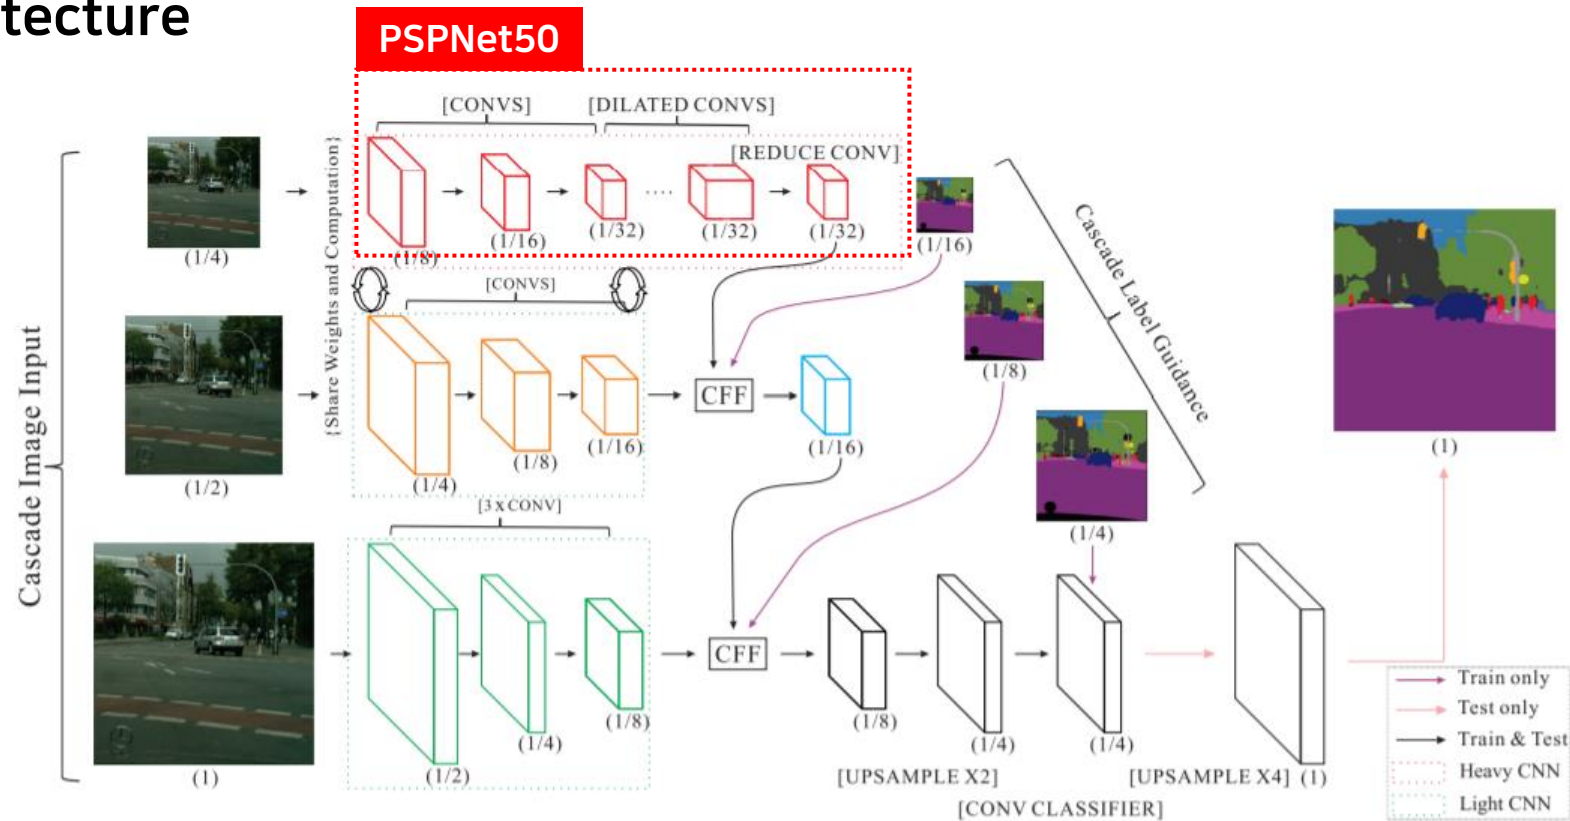 tecture
PSPNet50
[CONVS]
[DILATED CONVS]
[REDUCE CONV]
(1/4)
(1/8)
(1/16)
(1/32)
(1/32)
(1/32)
(1/16)
{Share Weights and Computation}
[CONVS]
Cascade Label Guidance
Cascade Image Input
(1/2)
(1/4)
(1/8)
(1/16)
CFF
(1/16)
(1/8)
(1)
[3 x CONV]
(1/4)
(1)
(1/2)
(1/4)
(1/8)
CFF
(1/8)
(1/4)
(1/4)
[UPSAMPLE X2]
[UPSAMPLE X4]
(1)
[CONV CLASSIFIER]
Train only
Test only
Train & Test
Heavy CNN
Light CNN